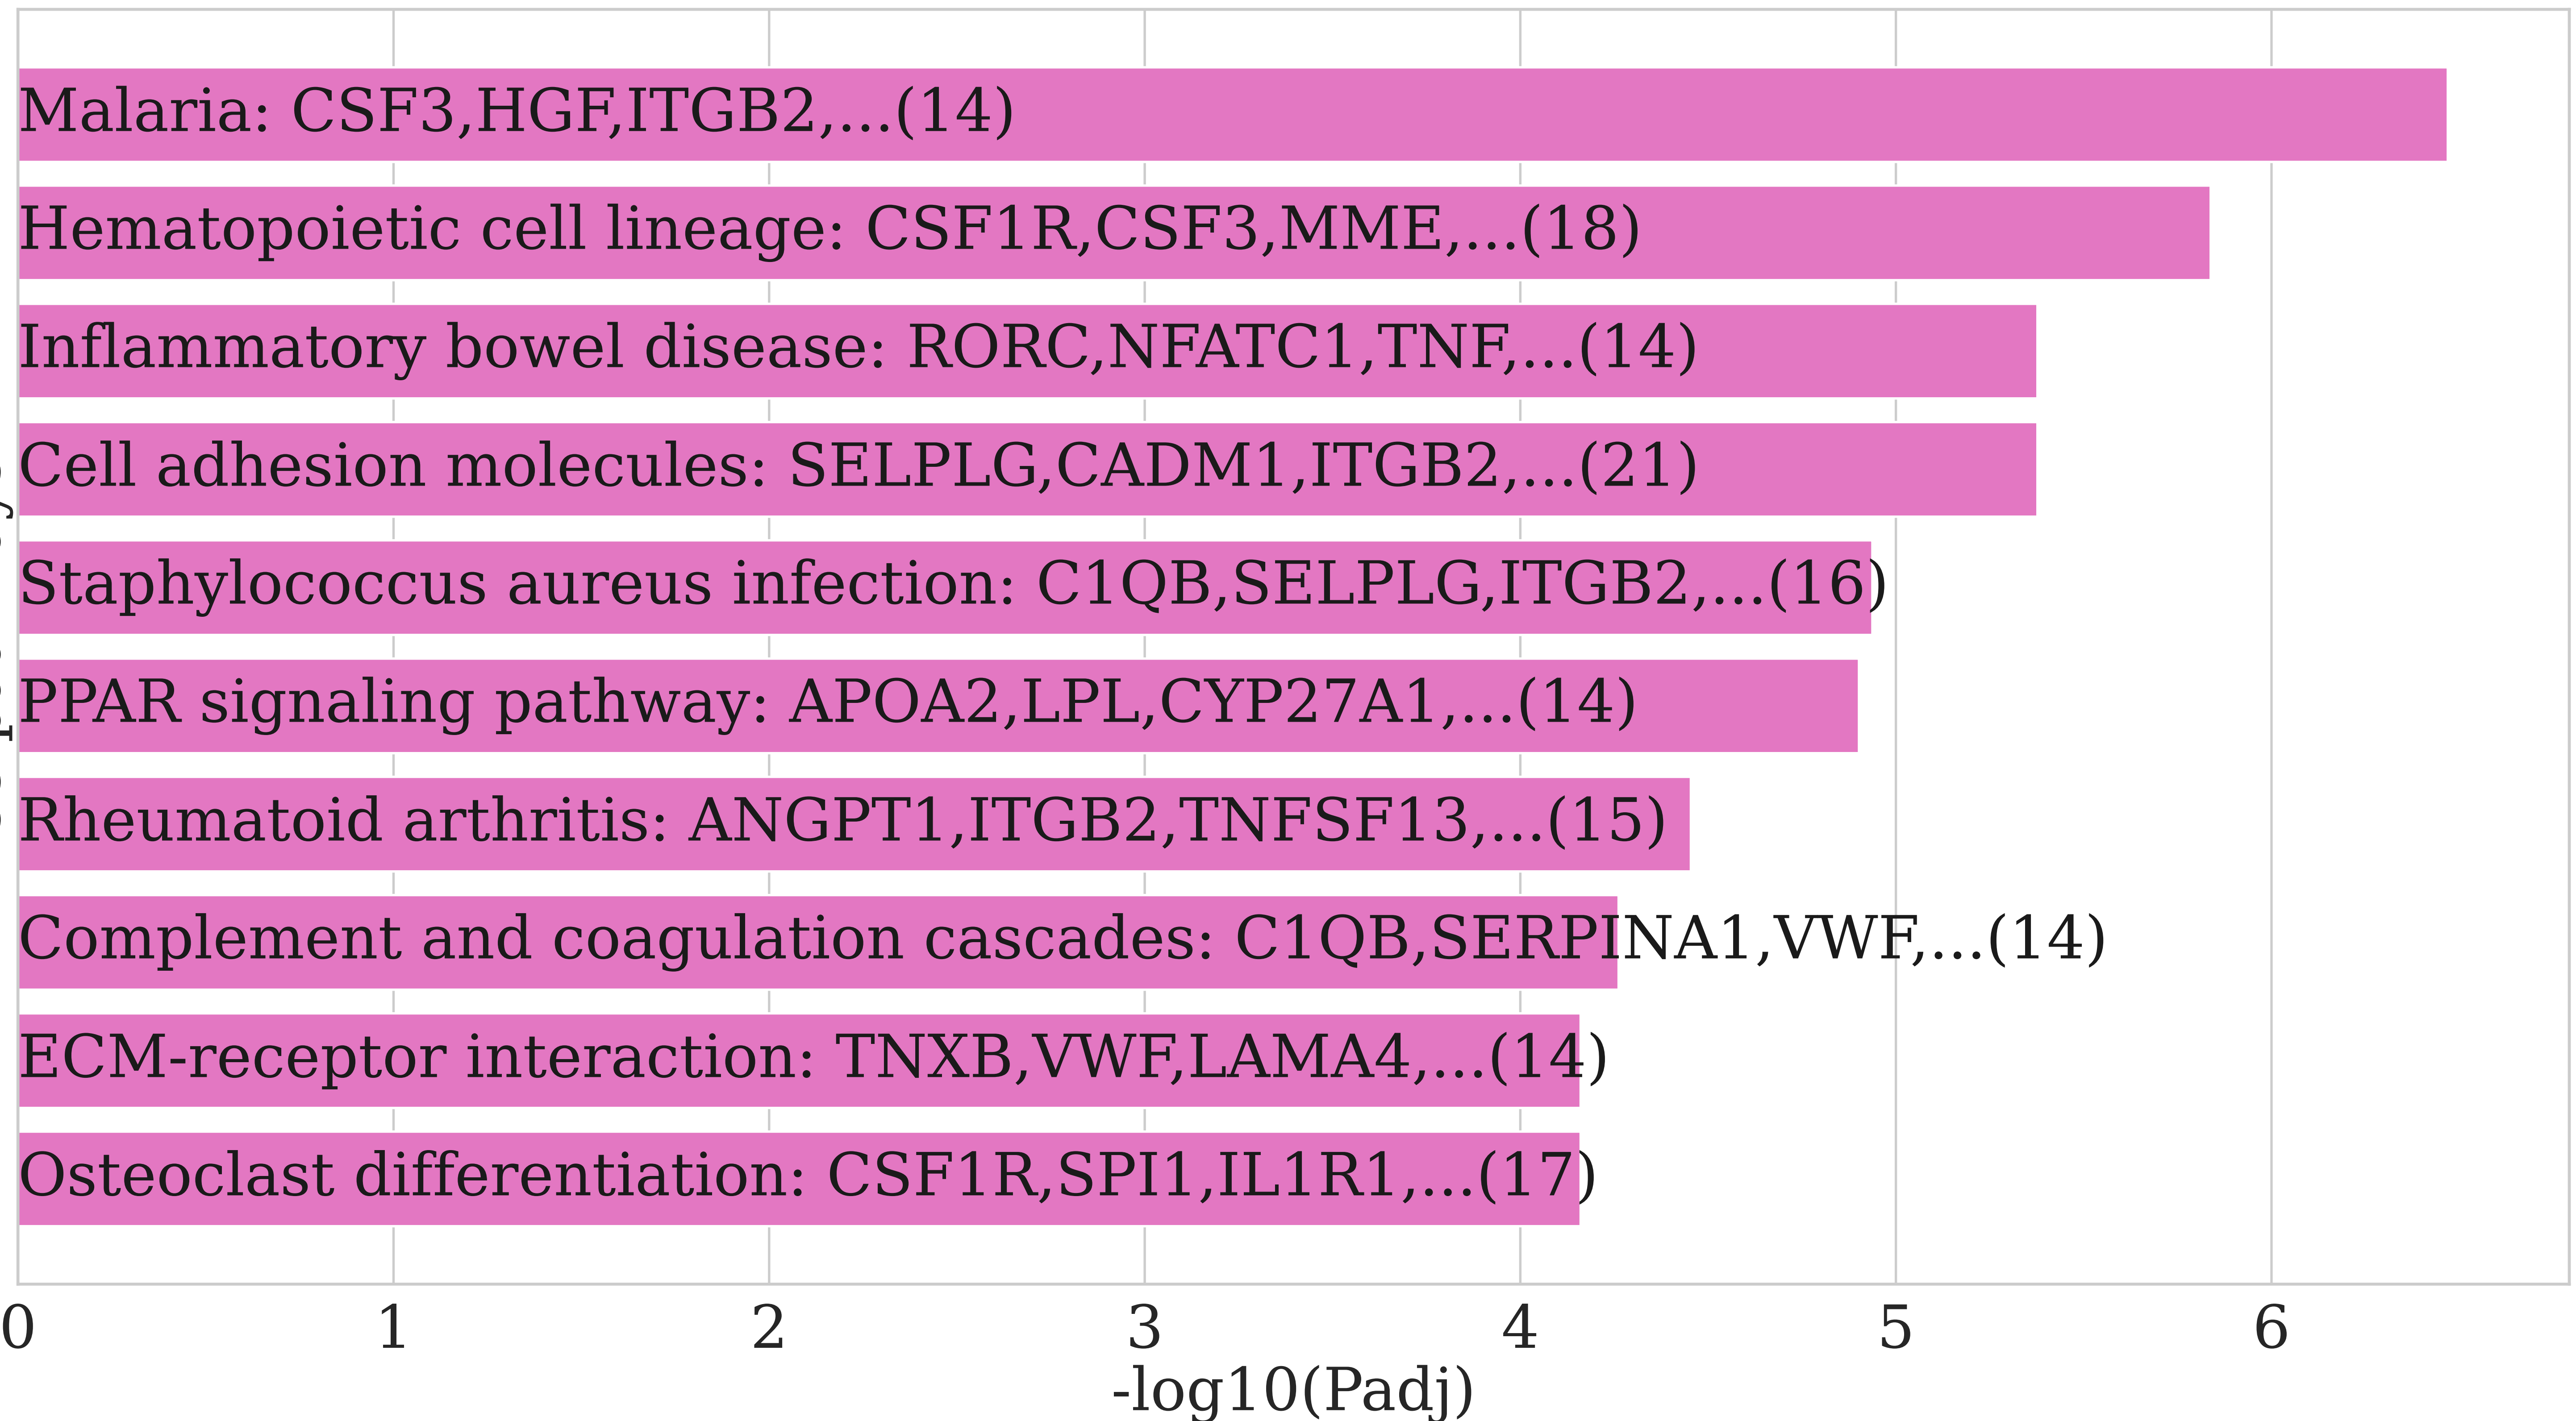 Malaria: CSF3,HGF,ITGB2,...(14)
Hematopoietic cell lineage: CSF1R,CSF3,MME,...(18)
Inflammatory bowel disease: RORC,NFATC1,TNF,...(14)
Cell adhesion molecules: SELPLG,CADM1,ITGB2,...(21)
Staphylococcus aureus infection: C1QB,SELPLG,ITGB2,...(16)
PPAR signaling pathway: APOA2,LPL,CYP27A1,...(14)
Rheumatoid arthritis: ANGPT1,ITGB2,TNFSF13,...(15)
Complement and coagulation cascades: C1QB,SERPINA1,VWF,...(14)
ECM-receptor interaction: TNXB,VWF,LAMA4,...(14)
Osteoclast differentiation: CSF1R,SPI1,IL1R1,...(17)
0 1 2 3 4 5 6
-log10(Padj)